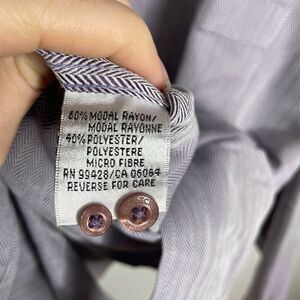 60% MODAL RAYON/
MODAL RAYONNE
40% POLYESTER/
POLYESTERE
MICRO FIBRE
RN 99428/CA 06064
REVERSE FOR CARE